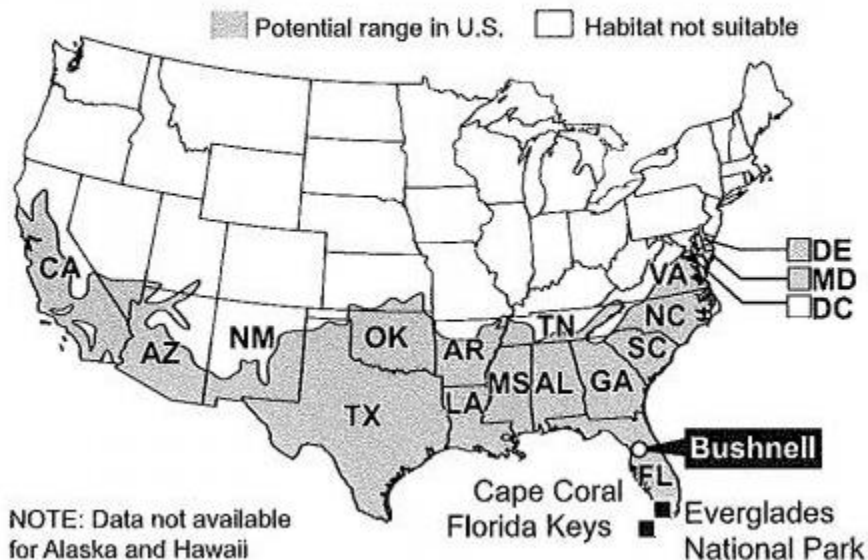 Potential range in U.S.
Habitat not suitable
CA
AZ
NM
OK
TX
AR
LA
MS
AL
TN
GA
SC
NC
VA
DE
MD
DC
Bushnell
FL
Cape Coral
Florida Keys
Everglades
National Park
NOTE: Data not available
for Alaska and Hawaii